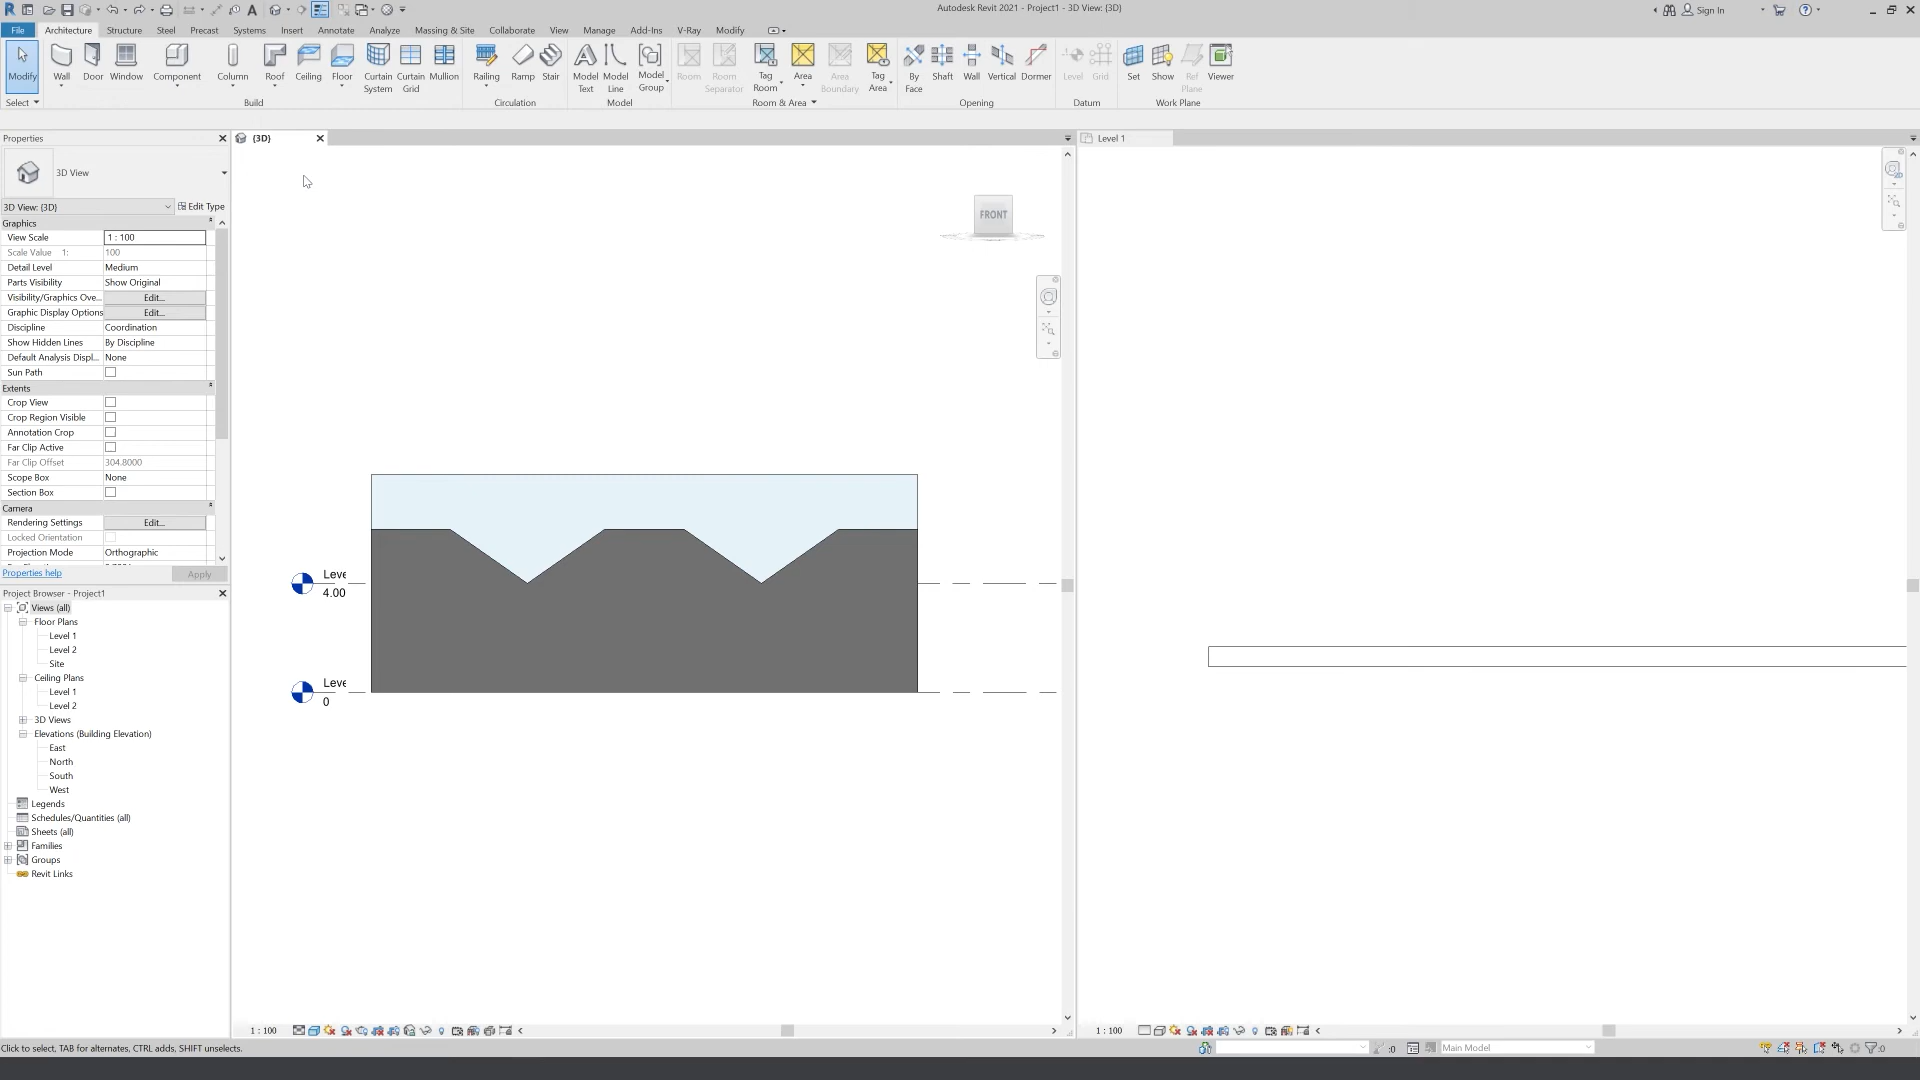 Autodesk Revit 2021 - Project1 - 3D View: {3D}
Sign In
File Architecture Structure Steel Precast Systems Insert Annotate Analyze Massing & Site Collaborate View Manage Add-Ins V-Ray Modify
Modify Wall Door Window Component Column Roof Ceiling Floor Curtain System Curtain Grid Mullion Railing Ramp Stair Model Text Model Line Model Group Room Room Separator Tag Room Area Area Boundary Tag Area By Face Shaft Wall Vertical Dormer Level Grid Set Show Ref Plane Viewer
Select Build Circulation Model Room & Area Opening Datum Work Plane
Properties
{3D}
Level 1
3D View
3D View: {3D}
Edit Type
Graphics
View Scale 1 : 100
Scale Value 1: 100
Detail Level Medium
Parts Visibility Show Original
Visibility/Graphics Ove... Edit...
Graphic Display Options Edit...
Discipline Coordination
Show Hidden Lines By Discipline
Default Analysis Displ... None
Sun Path
Extents
Crop View
Crop Region Visible
Annotation Crop
Far Clip Active
Far Clip Offset 304.8000
Scope Box None
Section Box
Camera
Rendering Settings Edit...
Locked Orientation
Projection Mode Orthographic
Properties help
Apply
Project Browser - Project1
Views (all)
Floor Plans
Level 1
Level 2
Site
Ceiling Plans
Level 1
Level 2
3D Views
Elevations (Building Elevation)
East
North
South
West
Legends
Schedules/Quantities (all)
Sheets (all)
Families
Groups
Revit Links
FRONT
Leve
4.00
Leve
0
1 : 100
1 : 100
Click to select, TAB for alternates, CTRL adds, SHIFT unselects.
:0
Main Model
:0